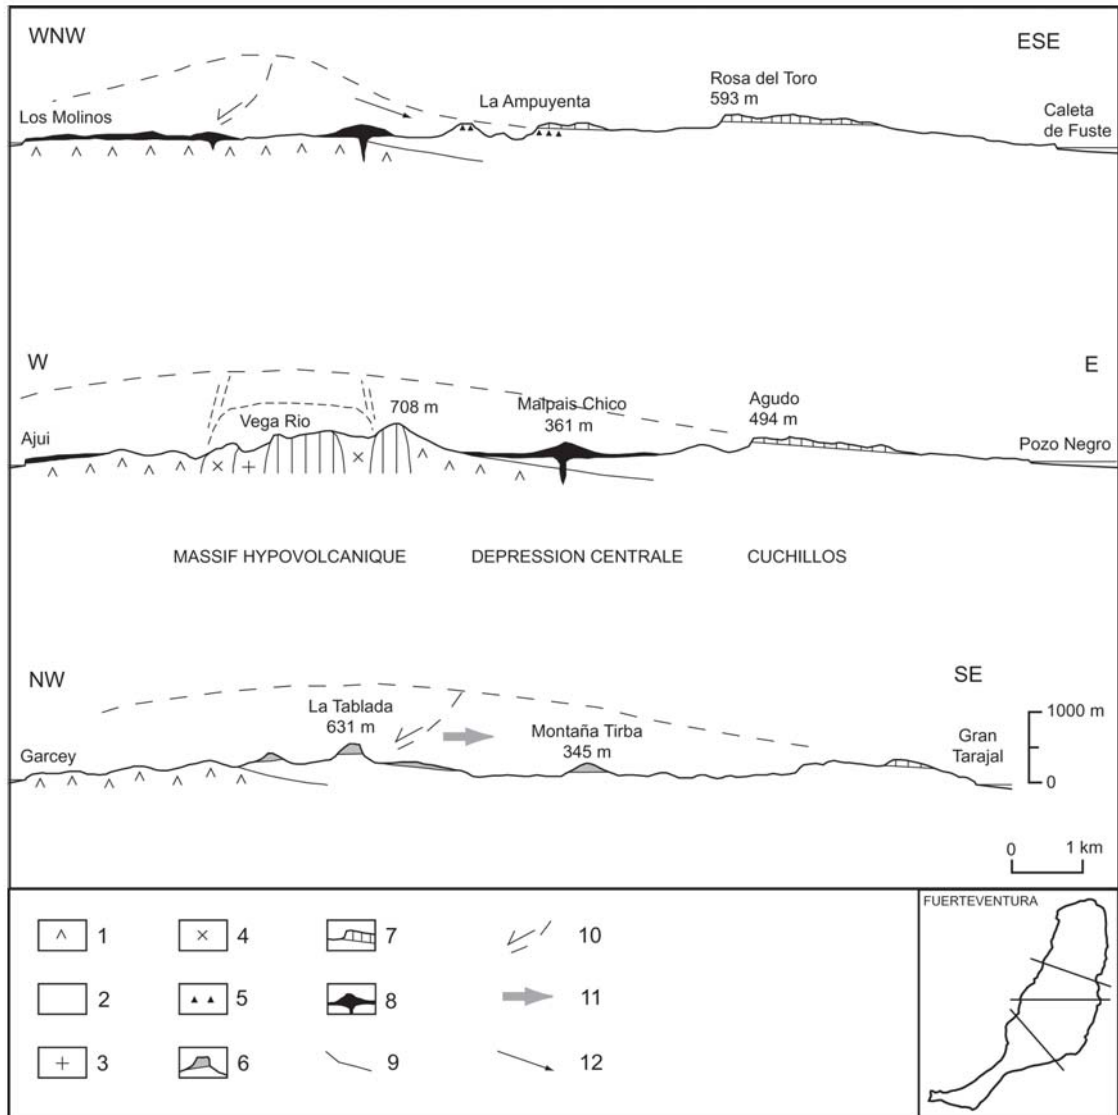 WNW
ESE
Rosa del Toro
593 m
La Ampuyenta
Los Molinos
Caleta
de Fuste
W
E
708 m
Malpais Chico
361 m
Agudo
494 m
Vega Rio
Ajui
Pozo Negro
MASSIF HYPOVOLCANIQUE
DEPRESSION CENTRALE
CUCHILLOS
NW
SE
La Tablada
631 m
Montaña Tirba
345 m
1000 m
Garcey
Gran
Tarajal
0
0
1 km
1
4
7
10
2
5
8
11
3
6
9
12
FUERTEVENTURA